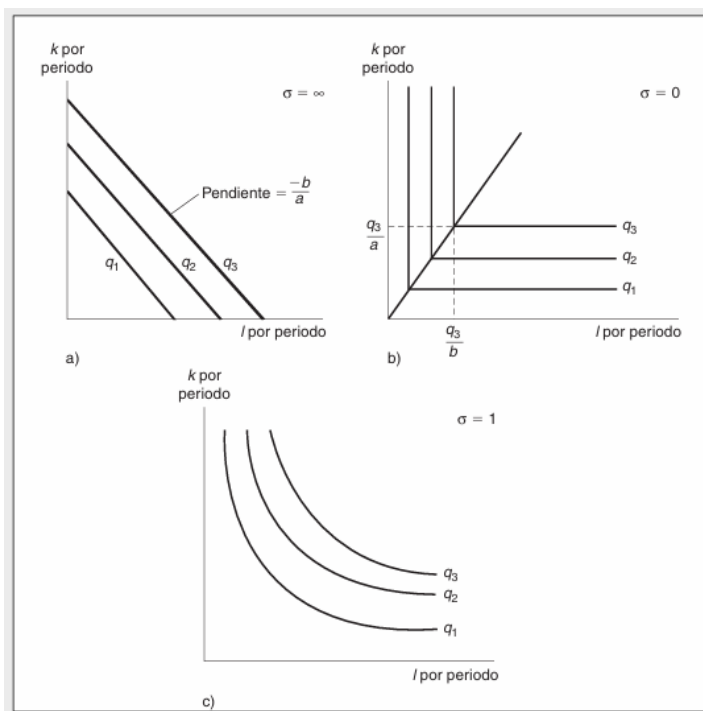 k por
periodo
σ = ∞
Pendiente = −b/a
q₁
q₂
q₃
l por periodo
a)
k por
periodo
σ = 0
q₃/a
q₃
q₂
q₁
q₃/b
l por periodo
b)
k por
periodo
σ = 1
q₃
q₂
q₁
l por periodo
c)